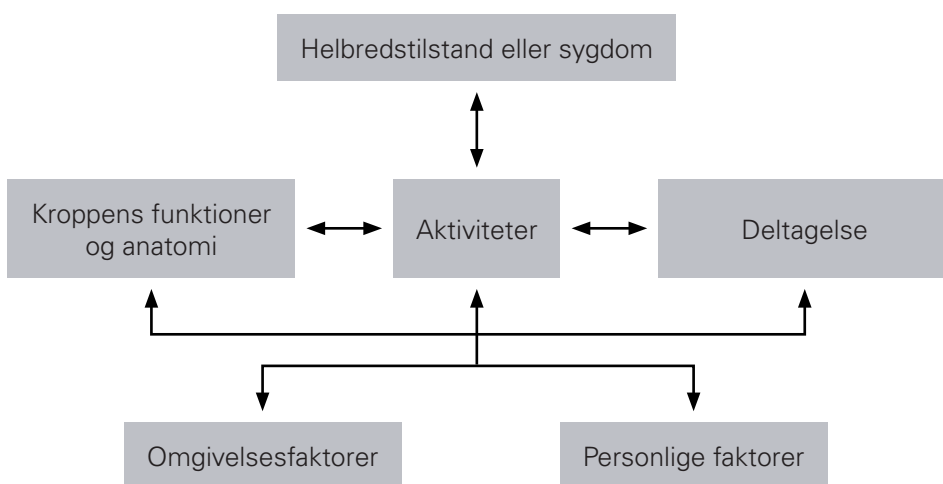 Helbredstilstand eller sygdom
Kroppens funktioner
og anatomi
Aktiviteter
Deltagelse
Omgivelsesfaktorer
Personlige faktorer